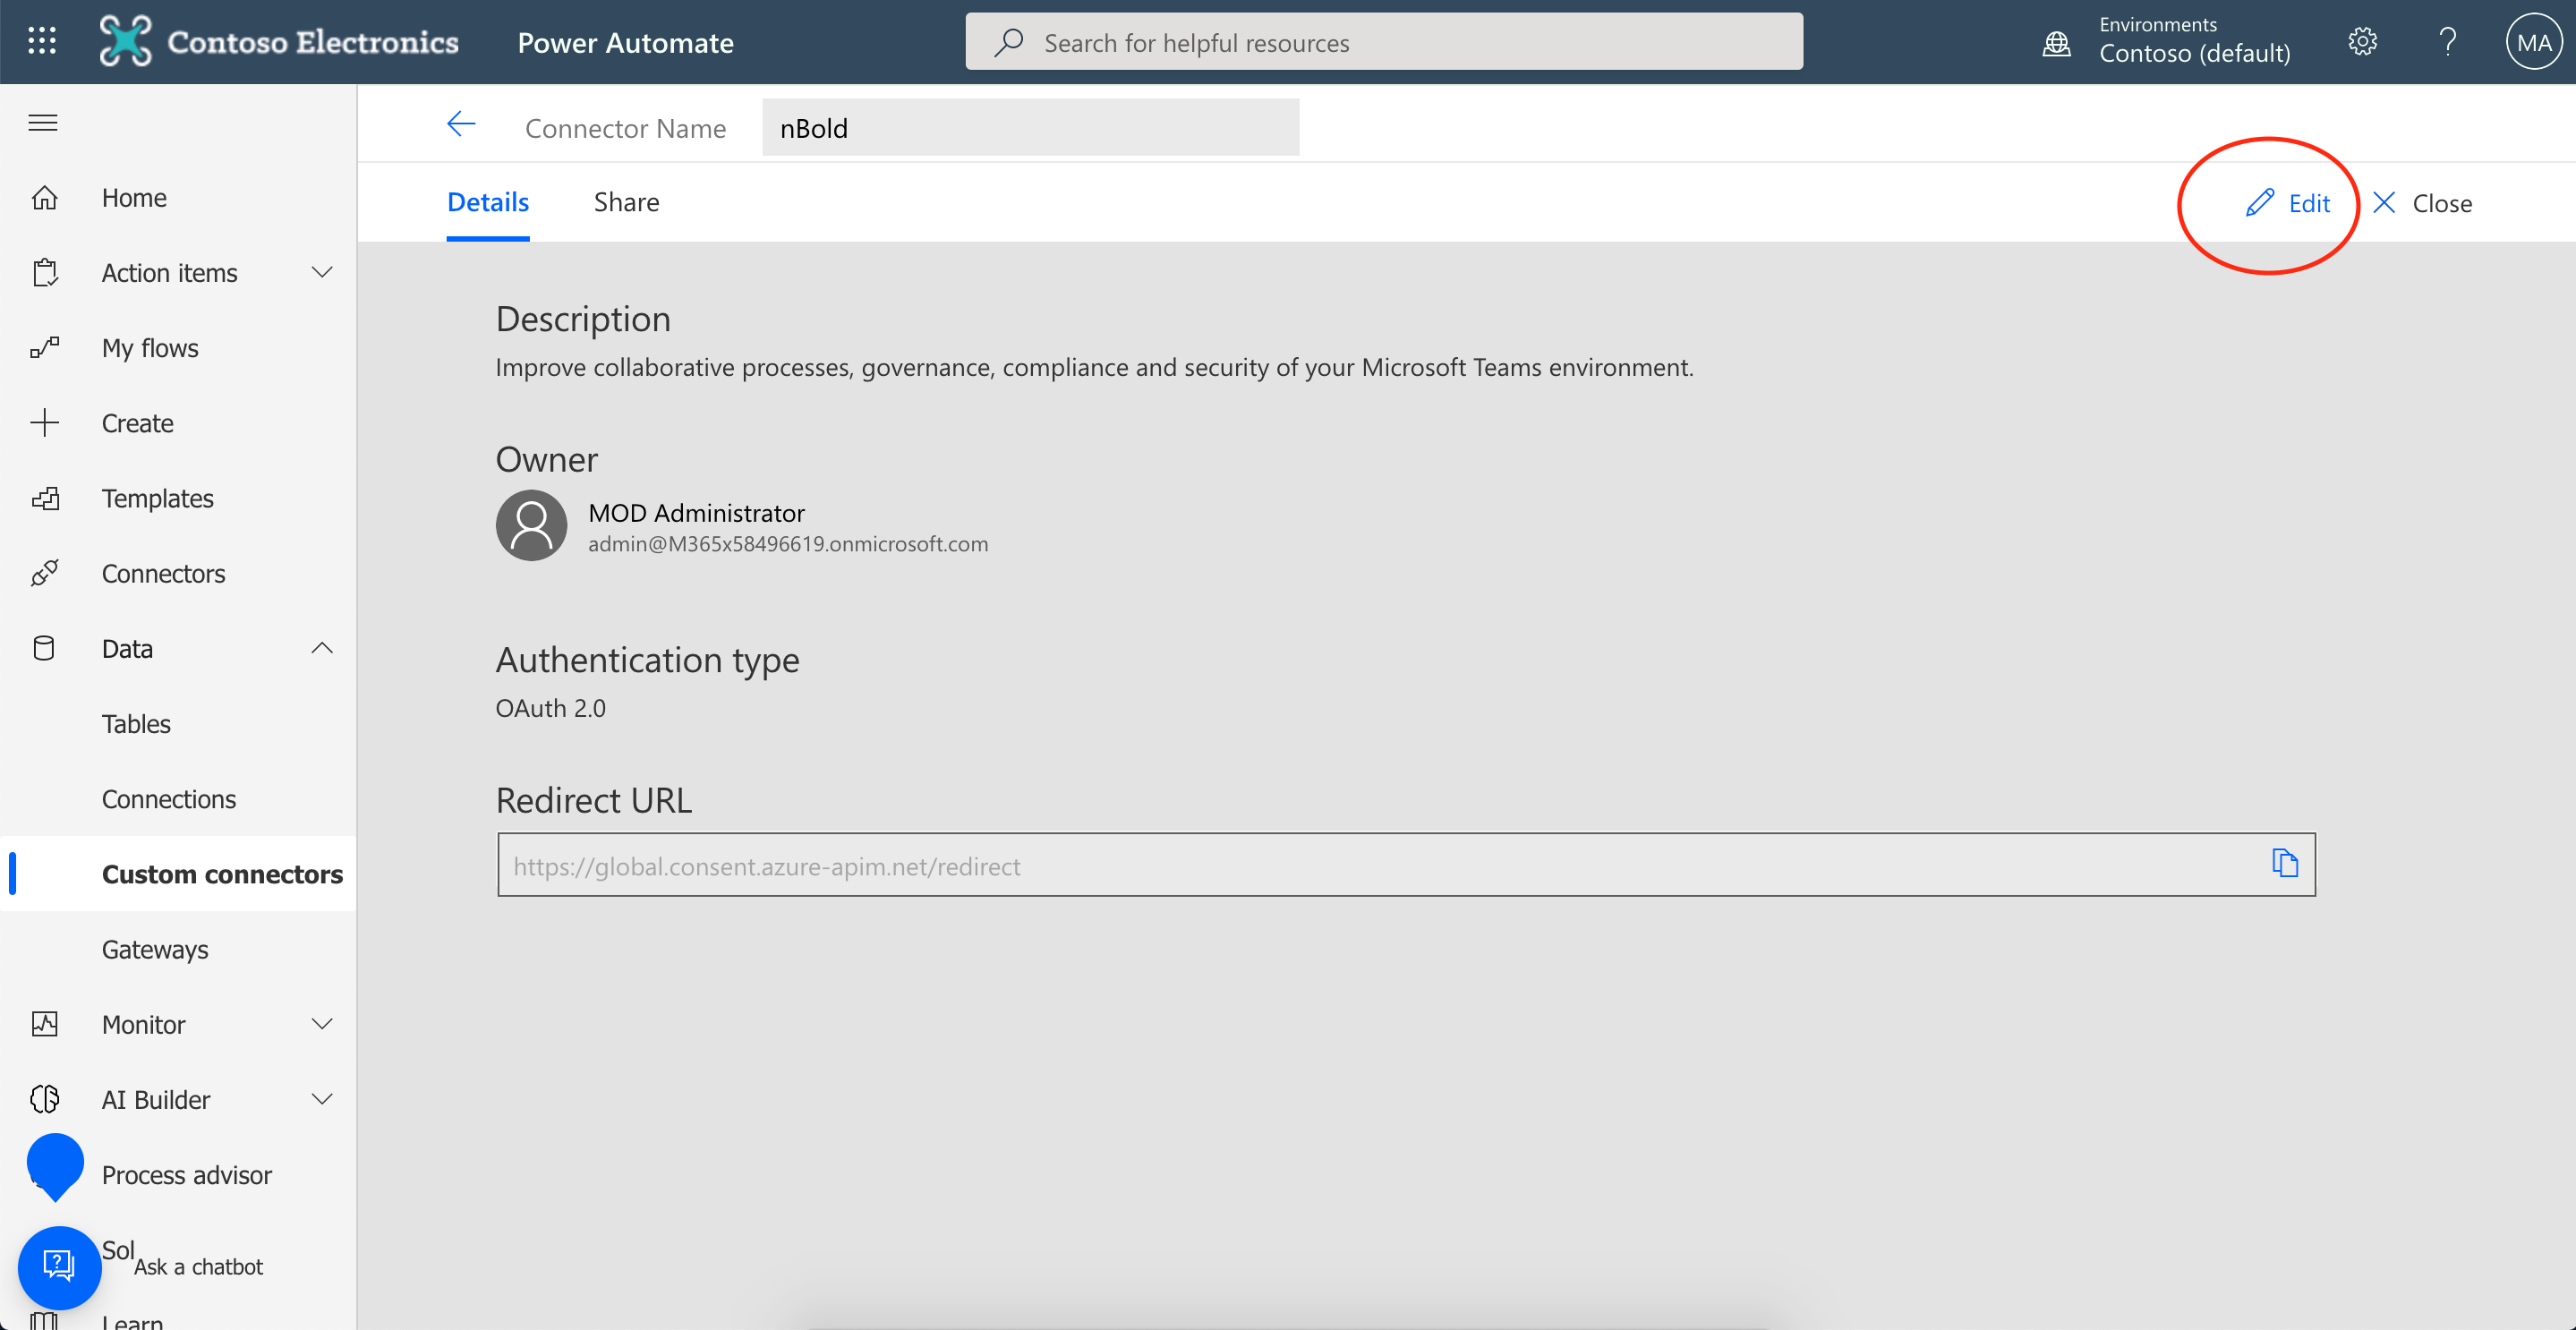 Contoso Electronics
Power Automate
Search for helpful resources
Environments
Contoso (default)
?
MA
Connector Name
nBold
Details
Share
Edit
Close
Home
Action items
My flows
Create
Templates
Connectors
Data
Tables
Connections
Custom connectors
Gateways
Monitor
AI Builder
Process advisor
Sol
Ask a chatbot
Learn
Description
Improve collaborative processes, governance, compliance and security of your Microsoft Teams environment.
Owner
MOD Administrator
admin@M365x58496619.onmicrosoft.com
Authentication type
OAuth 2.0
Redirect URL
https://global.consent.azure-apim.net/redirect